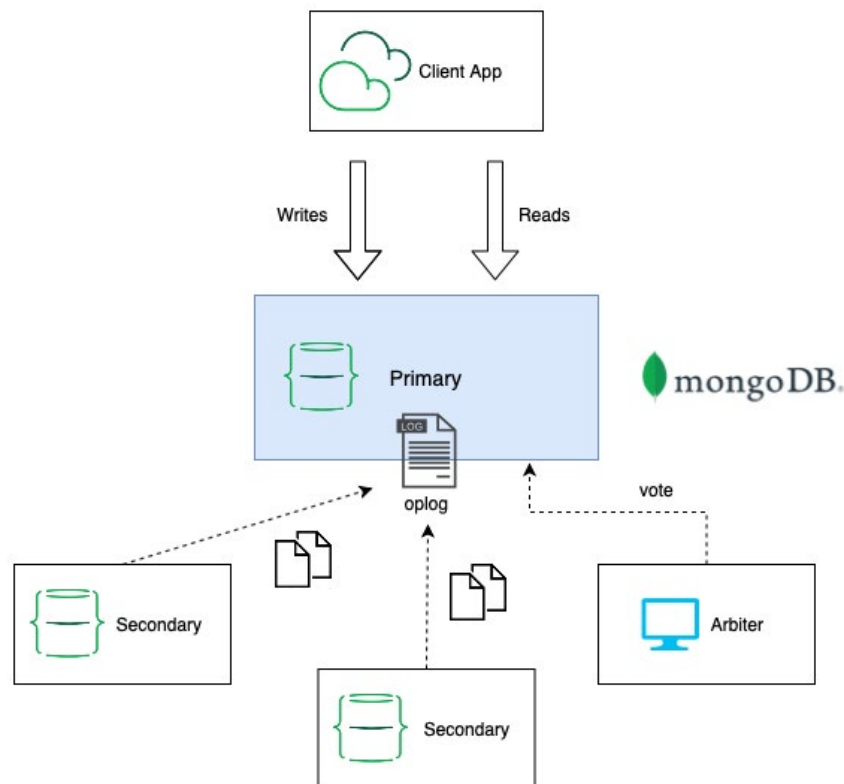 Client App
Writes
Reads
Primary
mongoDB®
LOG
oplog
vote
Secondary
Arbiter
Secondary